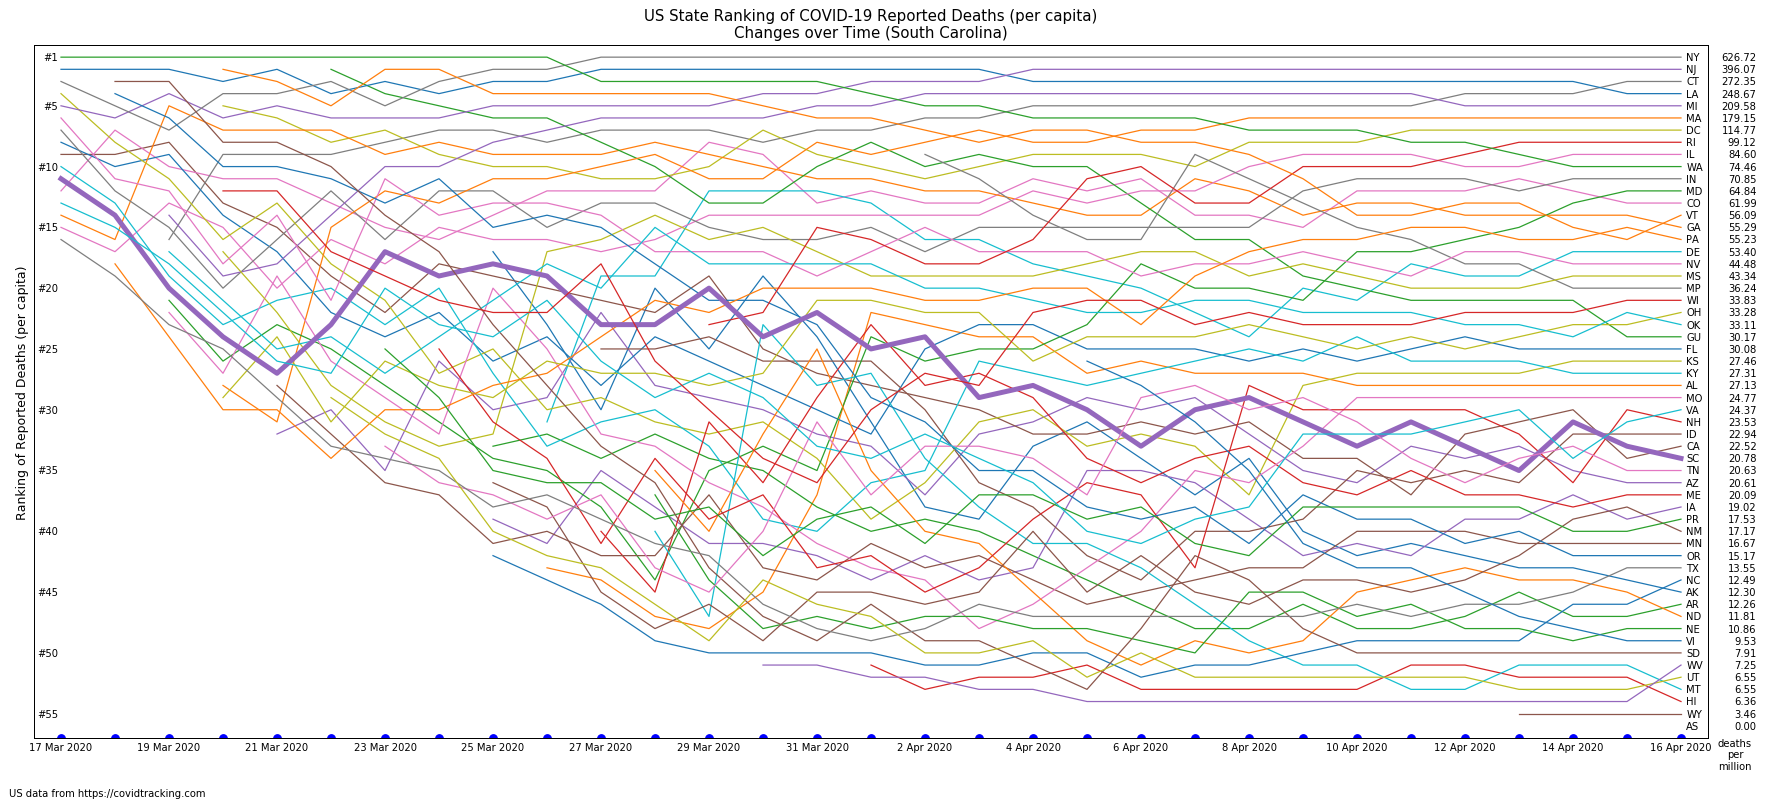 US State Ranking of COVID-19 Reported Deaths (per capita)
Changes over Time (South Carolina)
Ranking of Reported Deaths (per capita)
#1
#5
#10
#15
#20
#25
#30
#35
#40
#45
#50
#55
NY 626.72
NJ 396.07
CT 272.35
LA 248.67
MI 209.58
MA 179.15
DC 114.77
RI 99.12
IL 84.60
WA 74.46
IN 70.85
MD 64.84
CO 61.99
VT 56.09
GA 55.29
PA 55.23
DE 53.40
NV 44.48
MS 43.34
MP 36.24
WI 33.83
OH 33.28
OK 33.11
GU 30.17
FL 30.08
KS 27.46
KY 27.31
AL 27.13
MO 24.77
VA 24.37
NH 23.53
ID 22.94
CA 22.52
SC 20.78
TN 20.63
AZ 20.61
ME 20.09
IA 19.02
PR 17.53
NM 17.17
MN 16.67
OR 15.17
TX 13.55
NC 12.49
AK 12.30
AR 12.26
ND 11.81
NE 10.86
VI 9.53
SD 7.91
WV 7.25
UT 6.55
MT 6.55
HI 6.36
WY 3.46
AS 0.00
17 Mar 2020 19 Mar 2020 21 Mar 2020 23 Mar 2020 25 Mar 2020 27 Mar 2020 29 Mar 2020 31 Mar 2020 2 Apr 2020 4 Apr 2020 6 Apr 2020 8 Apr 2020 10 Apr 2020 12 Apr 2020 14 Apr 2020 16 Apr 2020
deaths
per
million
US data from https://covidtracking.com